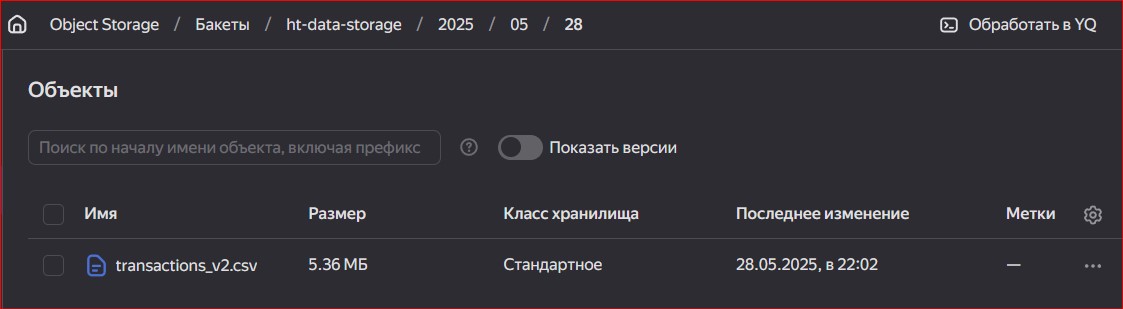 Object Storage / Бакеты / ht-data-storage / 2025 / 05 / 28 Обработать в YQ
Объекты
Поиск по началу имени объекта, включая префикс ? Показать версии
Имя Размер Класс хранилища Последнее изменение Метки
transactions_v2.csv 5.36 МБ Стандартное 28.05.2025, в 22:02 —